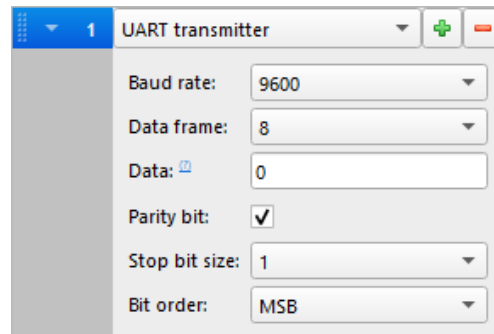 1 UART transmitter
Baud rate: 9600
Data frame: 8
Data: (?) 0
Parity bit:
Stop bit size: 1
Bit order: MSB